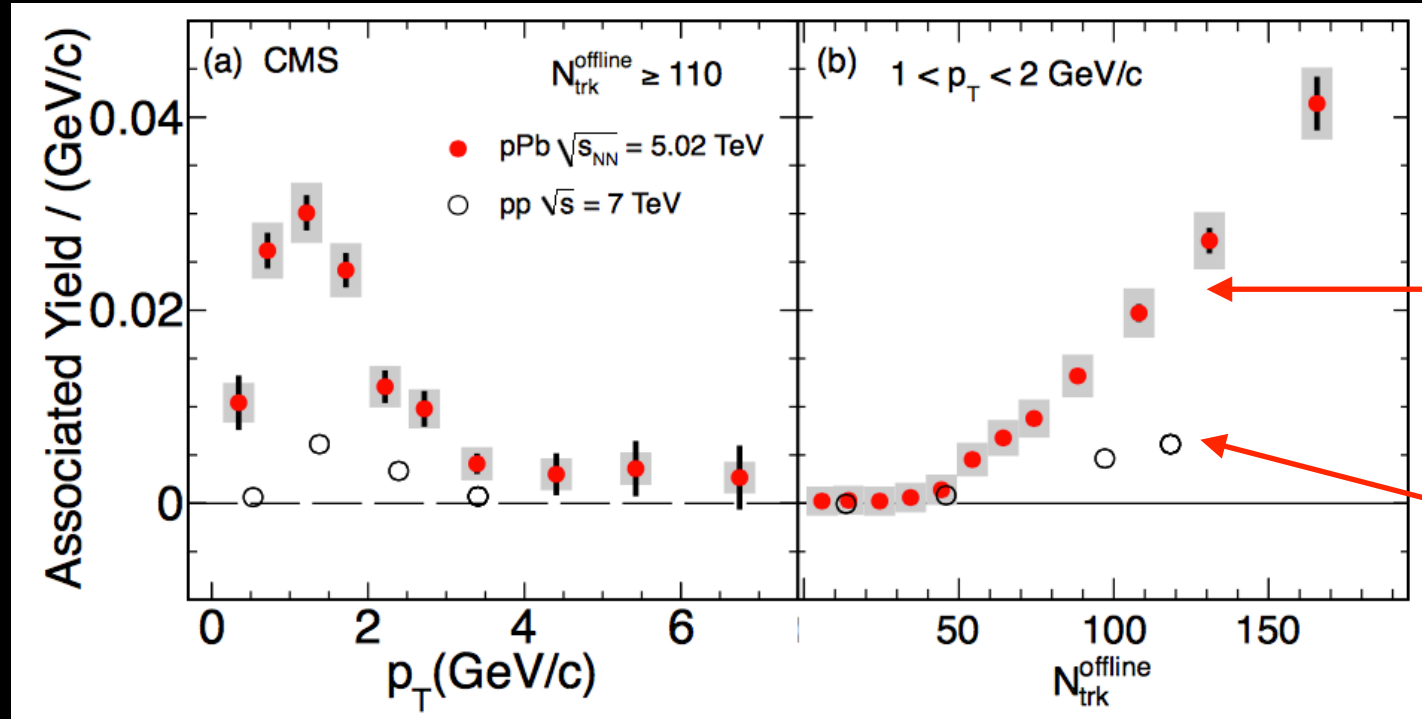 Associated Yield / (GeV/c)
0.04
0.02
0
(a) CMS
N_trk^offline ≥ 110
pPb √s_NN = 5.02 TeV
pp √s = 7 TeV
0 2 4 6
p_T(GeV/c)
(b) 1 < p_T < 2 GeV/c
50 100 150
N_trk^offline